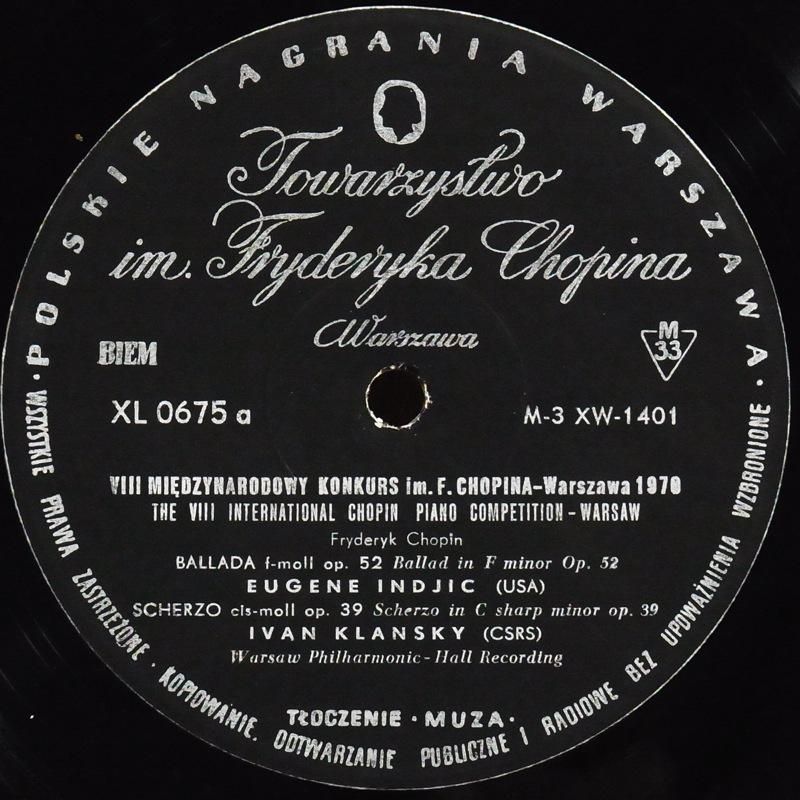 POLSKIE NAGRANIA WARSZAWA
Towarzystwo
im. Fryderyka Chopina
Warszawa
BIEM
M
33
XL 0675 a
M-3 XW-1401
VIII MIĘDZYNARODOWY KONKURS im. F. CHOPINA-Warszawa 1970
THE VIII INTERNATIONAL CHOPIN PIANO COMPETITION - WARSAW
Fryderyk Chopin
BALLADA f-moll op. 52 Ballad in F minor Op. 52
EUGENE INDJIC (USA)
SCHERZO cis-moll op. 39 Scherzo in C sharp minor op. 39
IVAN KLANSKY (CSRS)
Warsaw Philharmonic-Hall Recording
TŁOCZENIE · MUZA ·
· WSZYSTKIE PRAWA ZASTRZEŻONE · KOPIOWANIE. ODTWARZANIE PUBLICZNE I RADIOWE BEZ UPOWAŻNIENIA WZBRONIONE ·